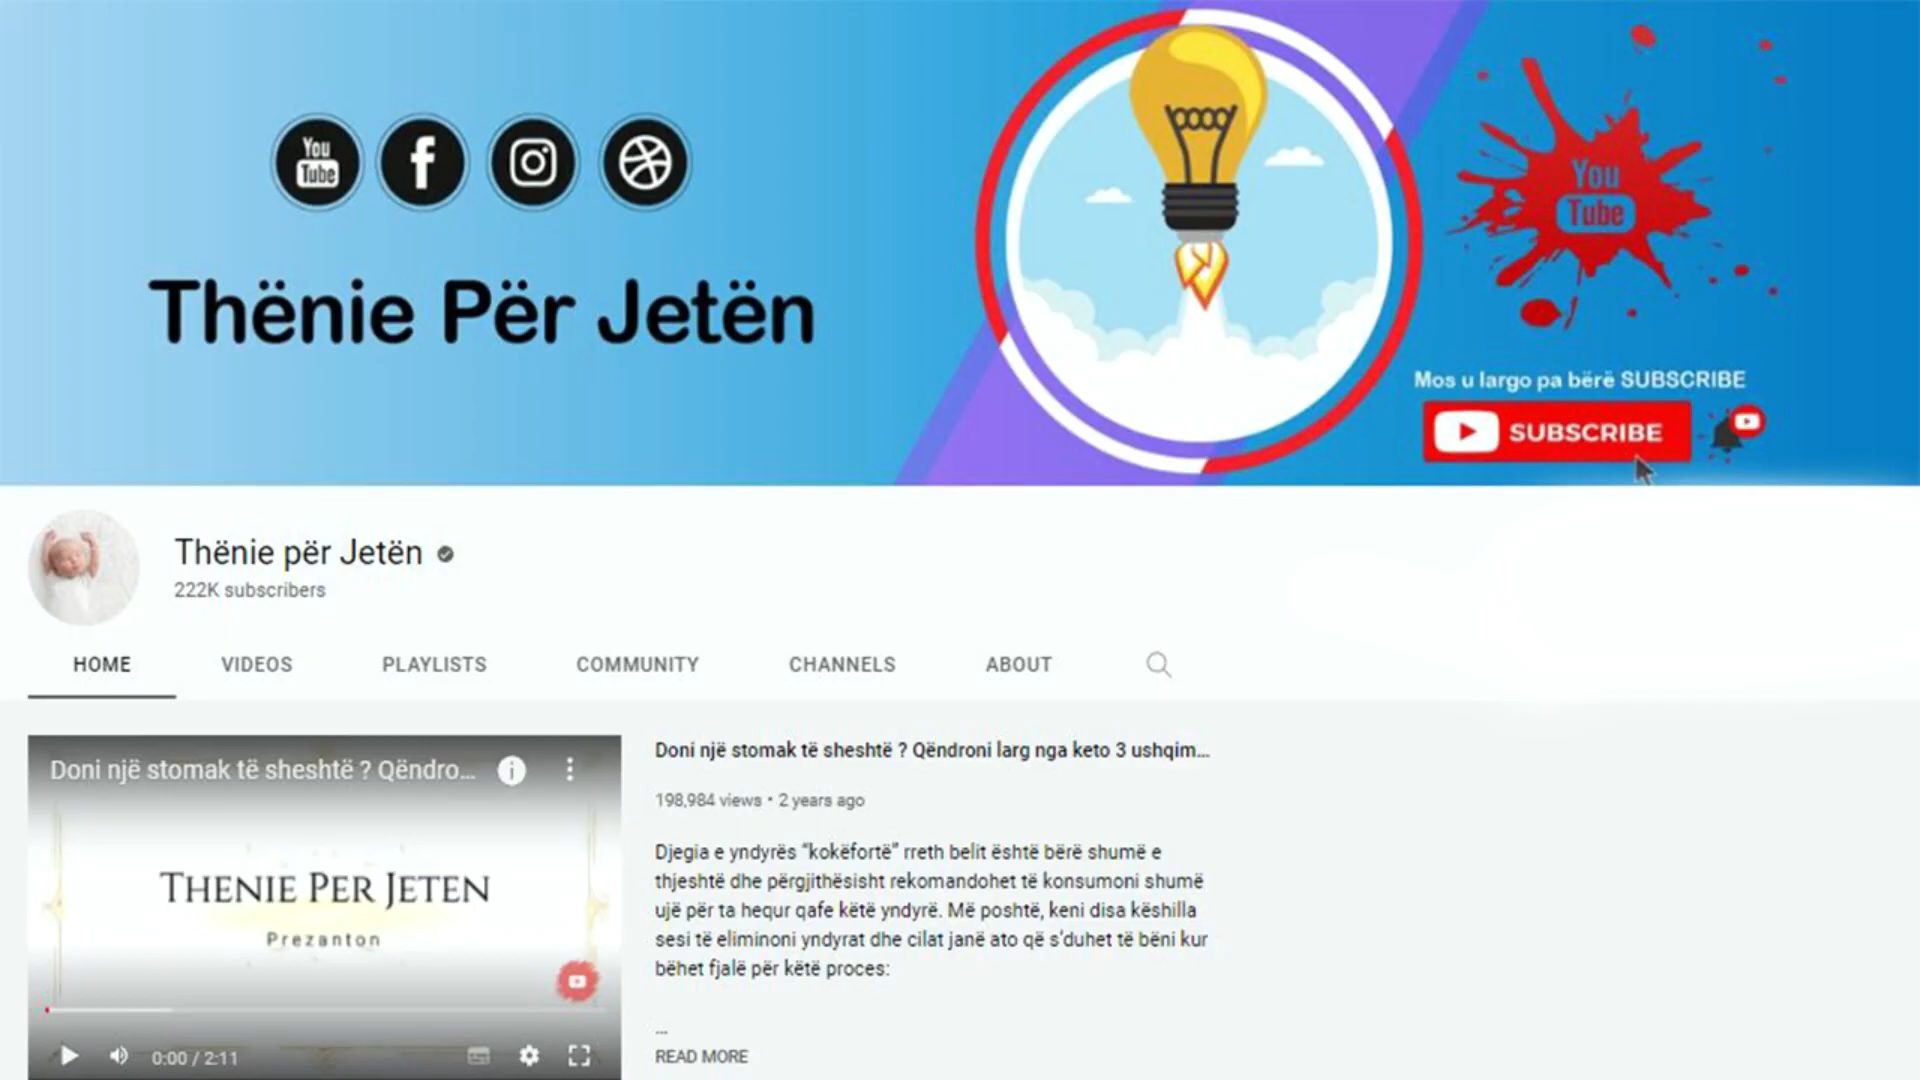 You
Tube
Thënie Për Jetën
You
Tube
Mos u largo pa bërë SUBSCRIBE
SUBSCRIBE
Thënie për Jetën
222K subscribers
HOME VIDEOS PLAYLISTS COMMUNITY CHANNELS ABOUT
Doni një stomak të sheshtë ? Qëndro...
THENIE PER JETEN
Prezanton
0:00 / 2:11
Doni një stomak të sheshtë ? Qëndroni larg nga keto 3 ushqim...
198,984 views • 2 years ago
Djegia e yndyrës “kokëfortë” rreth belit është bërë shumë e
thjeshtë dhe përgjithësisht rekomandohet të konsumoni shumë
ujë për ta hequr qafe këtë yndyrë. Më poshtë, keni disa këshilla
sesi të eliminoni yndyrat dhe cilat janë ato që s'duhet të bëni kur
bëhet fjalë për këtë proces:
...
READ MORE